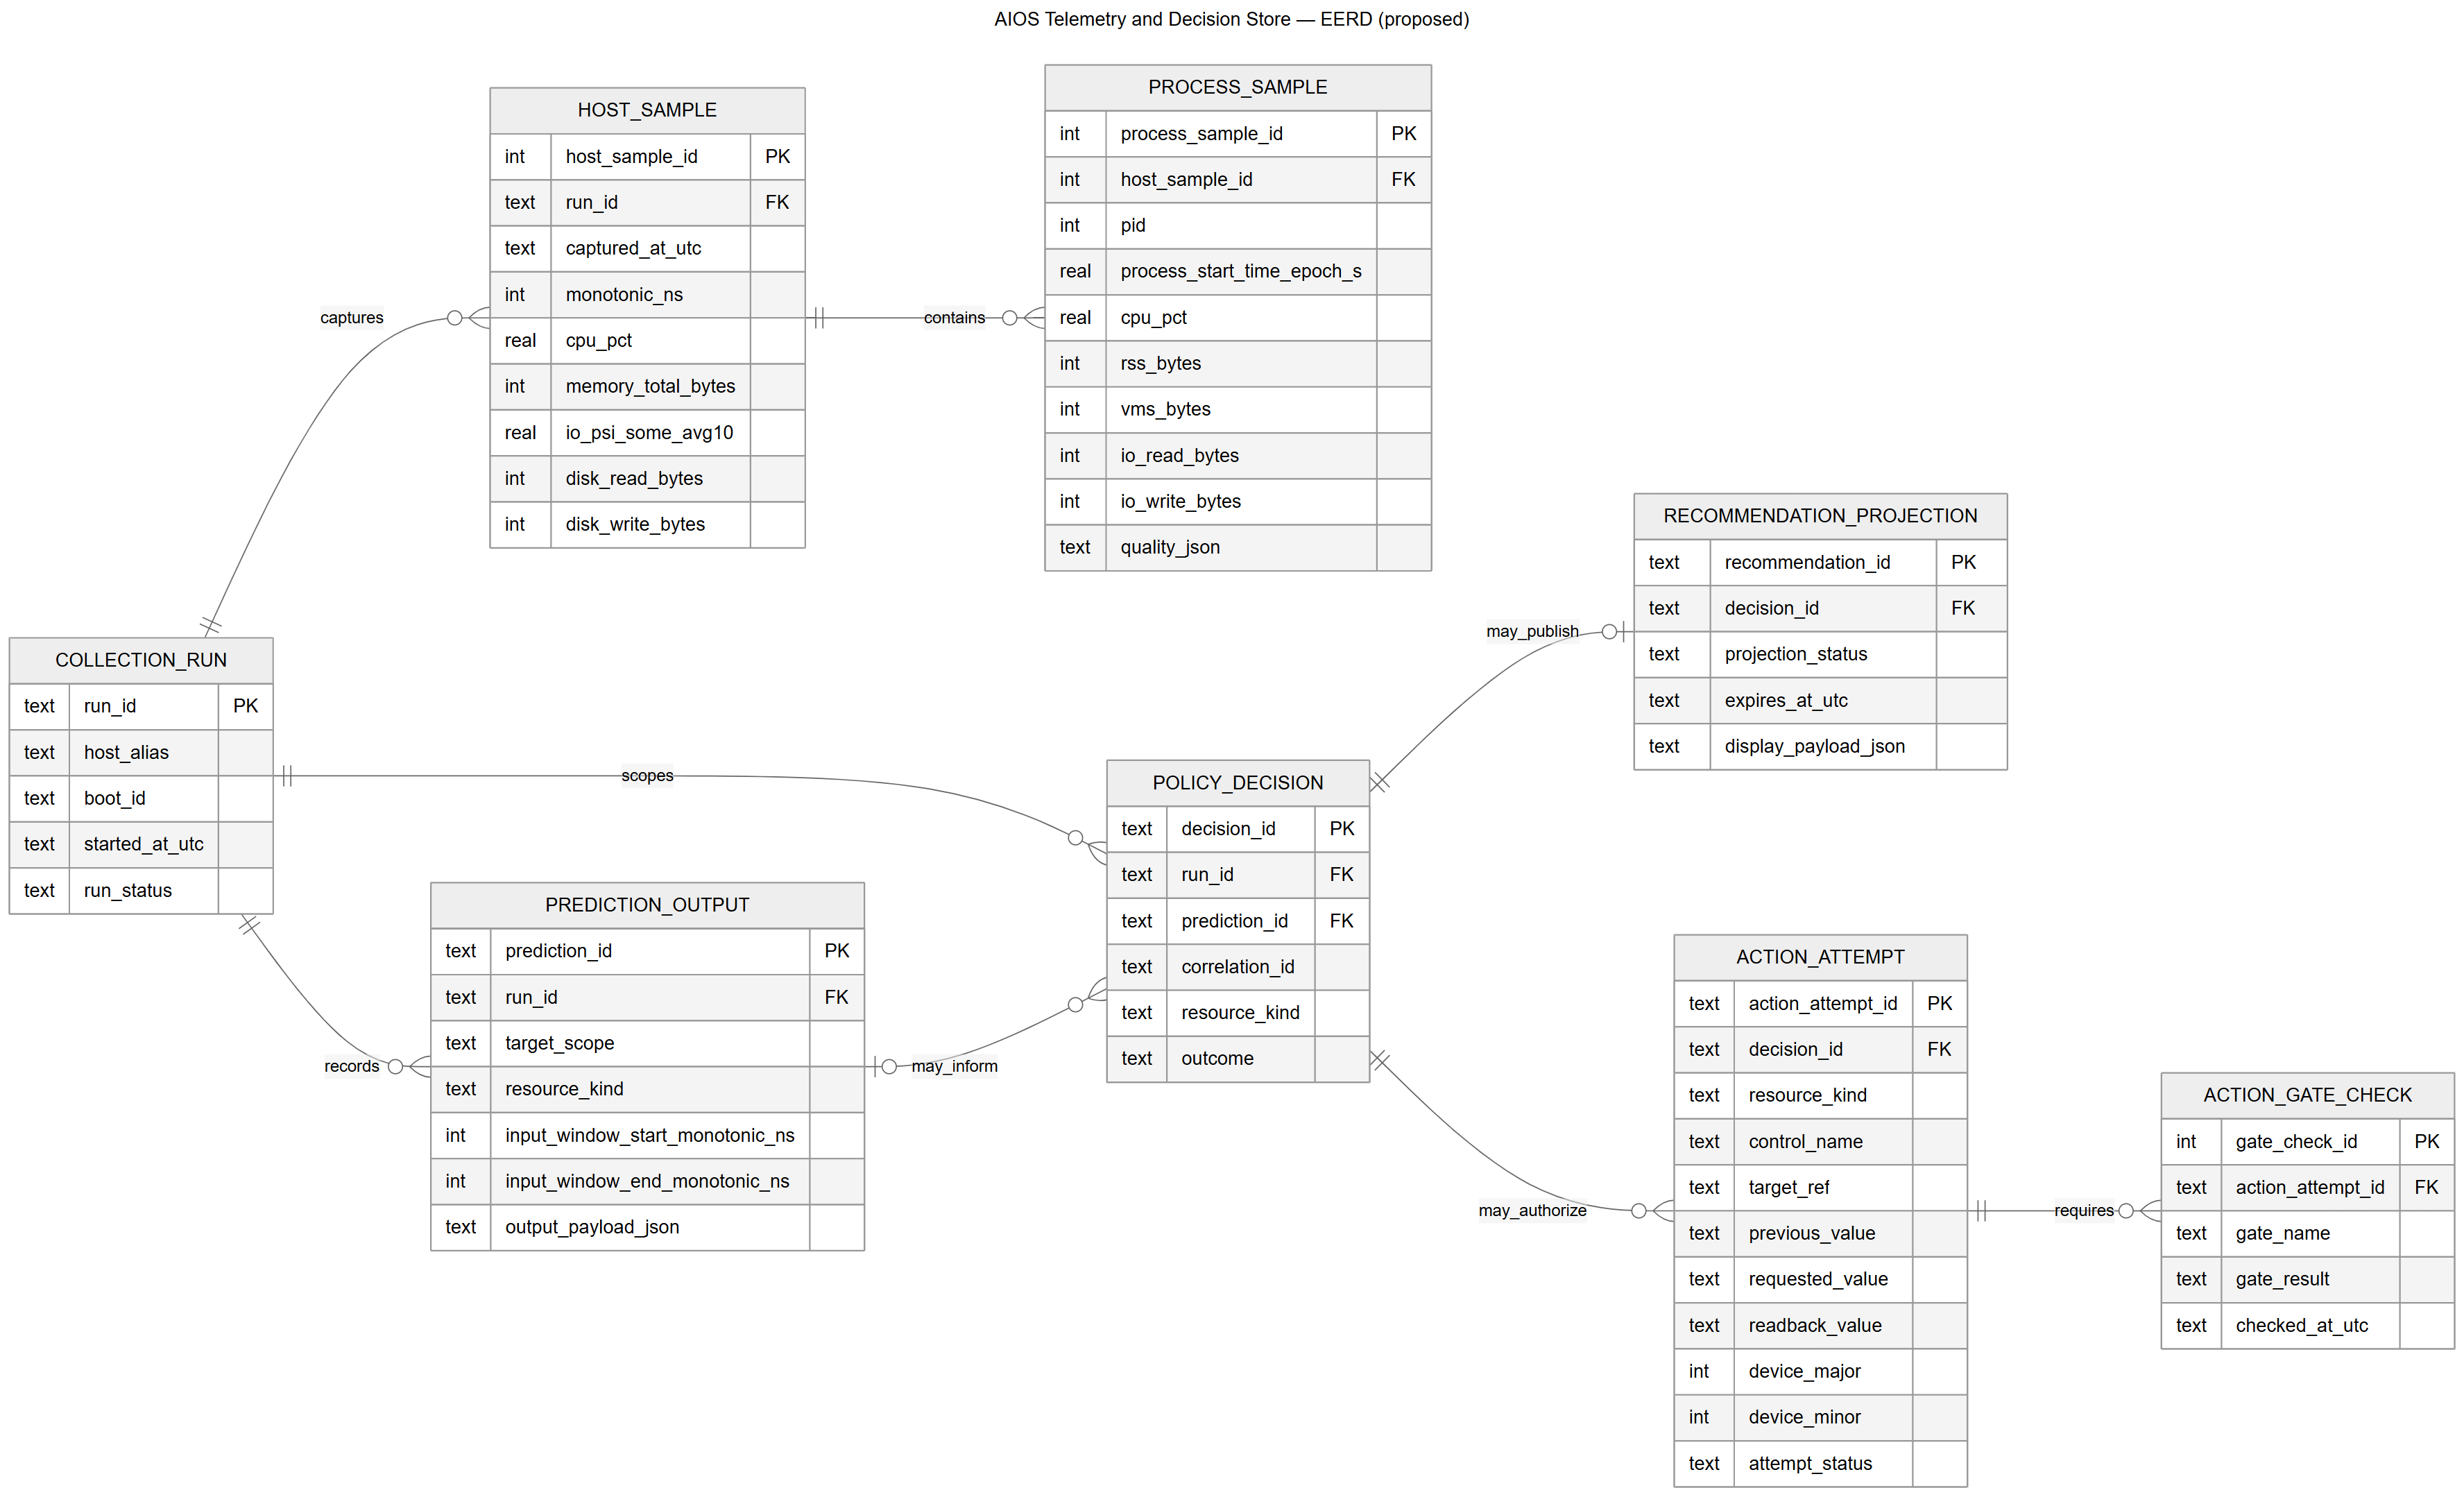 AIOS Telemetry and Decision Store — EERD (proposed)
HOST_SAMPLE
int host_sample_id PK
text run_id FK
text captured_at_utc
int monotonic_ns
real cpu_pct
int memory_total_bytes
real io_psi_some_avg10
int disk_read_bytes
int disk_write_bytes
PROCESS_SAMPLE
int process_sample_id PK
int host_sample_id FK
int pid
real process_start_time_epoch_s
real cpu_pct
int rss_bytes
int vms_bytes
int io_read_bytes
int io_write_bytes
text quality_json
captures
contains
RECOMMENDATION_PROJECTION
text recommendation_id PK
text decision_id FK
text projection_status
text expires_at_utc
text display_payload_json
may_publish
COLLECTION_RUN
text run_id PK
text host_alias
text boot_id
text started_at_utc
text run_status
scopes
POLICY_DECISION
text decision_id PK
text run_id FK
text prediction_id FK
text correlation_id
text resource_kind
text outcome
PREDICTION_OUTPUT
text prediction_id PK
text run_id FK
text target_scope
text resource_kind
int input_window_start_monotonic_ns
int input_window_end_monotonic_ns
text output_payload_json
records
may_inform
ACTION_ATTEMPT
text action_attempt_id PK
text decision_id FK
text resource_kind
text control_name
text target_ref
text previous_value
text requested_value
text readback_value
int device_major
int device_minor
text attempt_status
may_authorize
requires
ACTION_GATE_CHECK
int gate_check_id PK
text action_attempt_id FK
text gate_name
text gate_result
text checked_at_utc